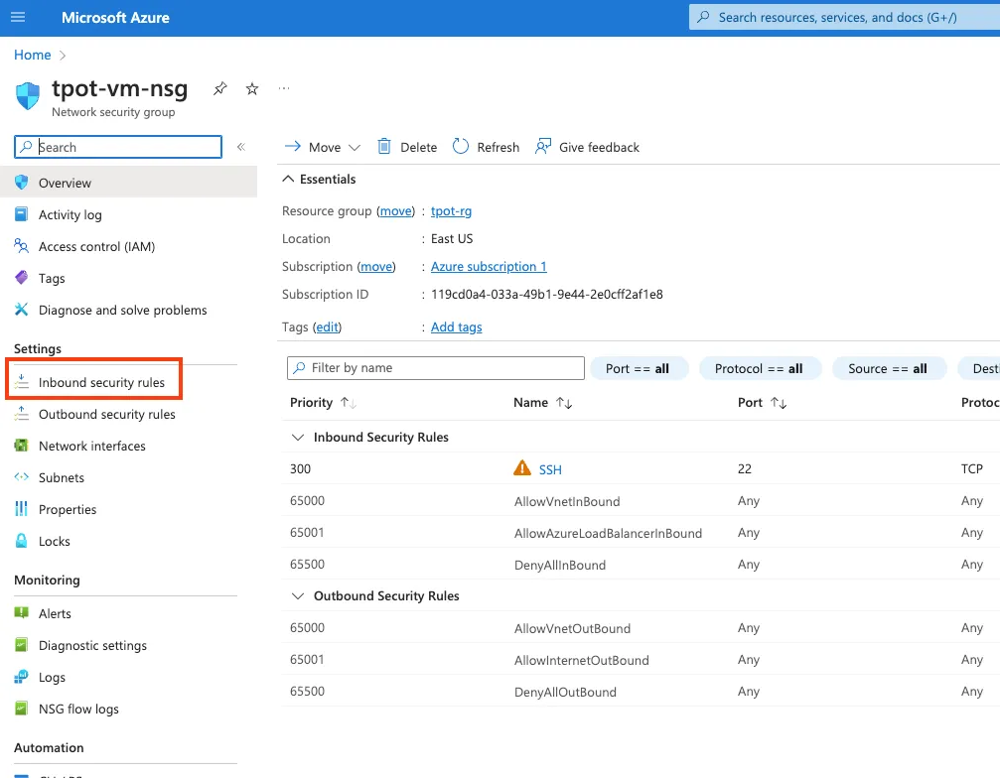 Microsoft Azure
Search resources, services, and docs (G+/)
Home
tpot-vm-nsg
Network security group
Search
Move
Delete
Refresh
Give feedback
Overview
Activity log
Access control (IAM)
Tags
Diagnose and solve problems
Settings
Inbound security rules
Outbound security rules
Network interfaces
Subnets
Properties
Locks
Monitoring
Alerts
Diagnostic settings
Logs
NSG flow logs
Automation
Essentials
Resource group (move) : tpot-rg
Location : East US
Subscription (move) : Azure subscription 1
Subscription ID : 119cd0a4-033a-49b1-9e44-2e0cff2af1e8
Tags (edit) : Add tags
Filter by name
Port == all
Protocol == all
Source == all
Desti
Priority Name Port Protoc
Inbound Security Rules
300 SSH 22 TCP
65000 AllowVnetInBound Any Any
65001 AllowAzureLoadBalancerInBound Any Any
65500 DenyAllInBound Any Any
Outbound Security Rules
65000 AllowVnetOutBound Any Any
65001 AllowInternetOutBound Any Any
65500 DenyAllOutBound Any Any